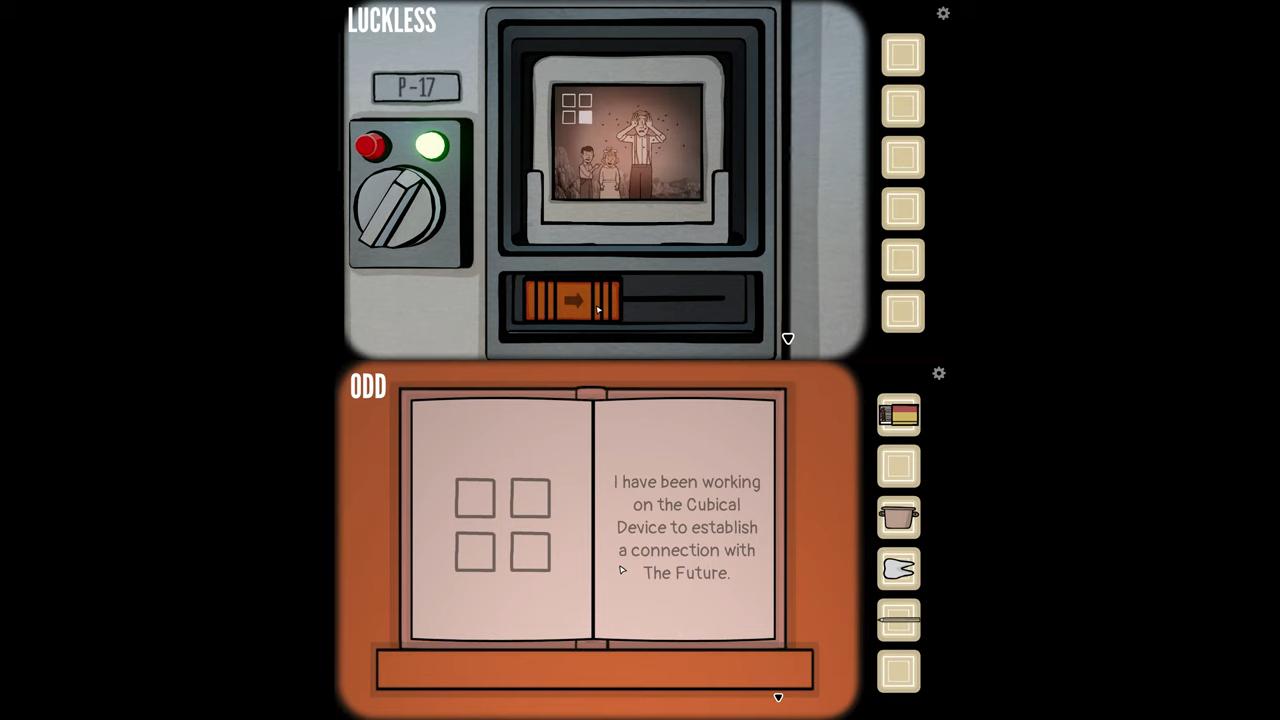 LUCKLESS
P-17
ODD
I have been working
on the Cubical
Device to establish
a connection with
The Future.